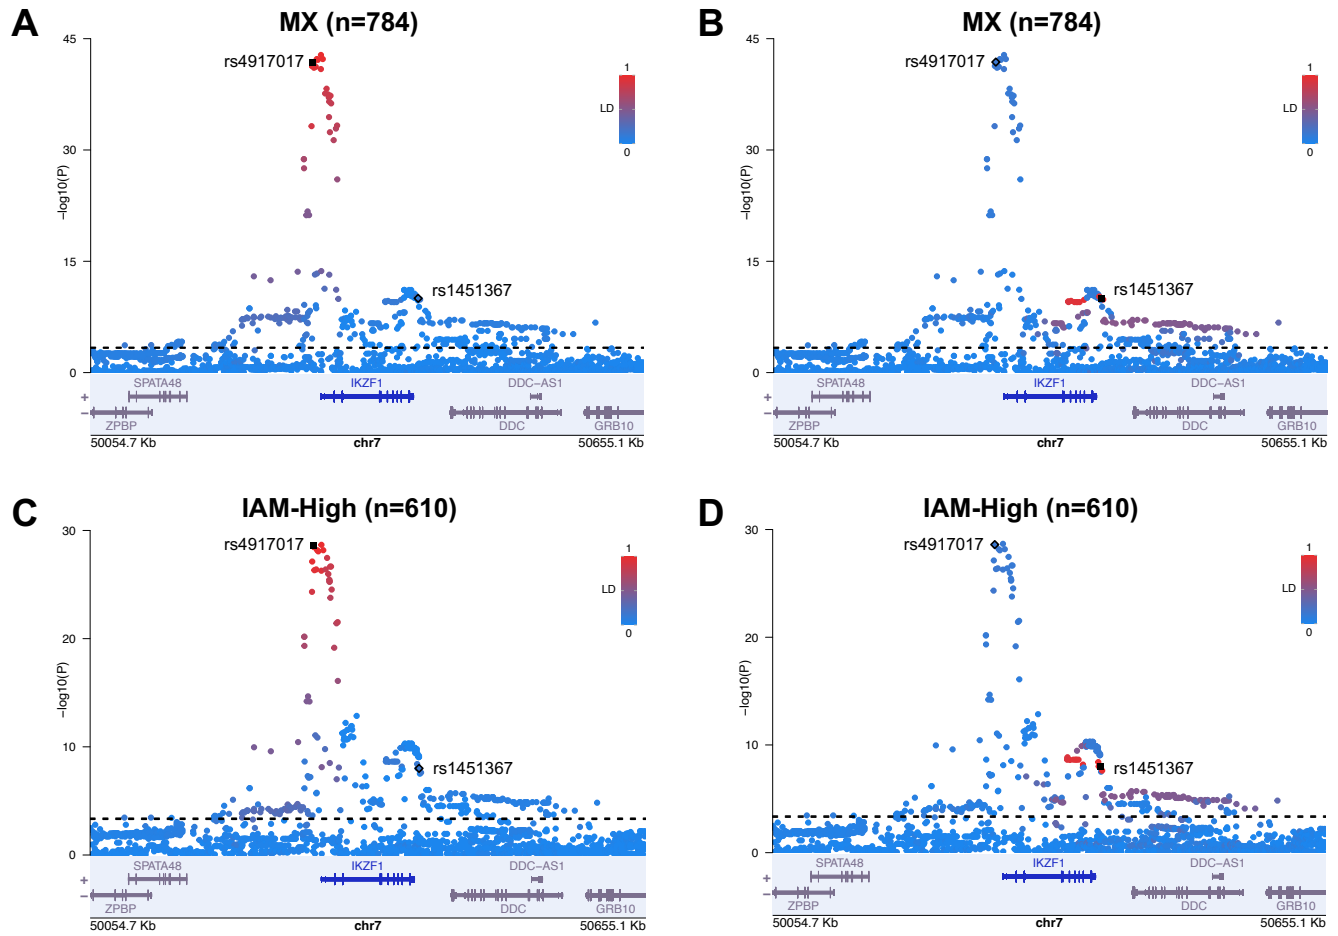 A
MX (n=784)
45
30
15
0
−log10(P)
rs4917017
rs1451367
1
LD
0
SPATA48
IKZF1
DDC−AS1
+
−
ZPBP
DDC
GRB10
50054.7 Kb
chr7
50655.1 Kb
B
MX (n=784)
45
30
15
0
−log10(P)
rs4917017
rs1451367
1
LD
0
SPATA48
IKZF1
DDC−AS1
+
−
ZPBP
DDC
GRB10
50054.7 Kb
chr7
50655.1 Kb
C
IAM-High (n=610)
30
20
10
0
−log10(P)
rs4917017
rs1451367
1
LD
0
SPATA48
IKZF1
DDC−AS1
+
−
ZPBP
DDC
GRB10
50054.7 Kb
chr7
50655.1 Kb
D
IAM-High (n=610)
30
20
10
0
−log10(P)
rs4917017
rs1451367
1
LD
0
SPATA48
IKZF1
DDC−AS1
+
−
ZPBP
DDC
GRB10
50054.7 Kb
chr7
50655.1 Kb